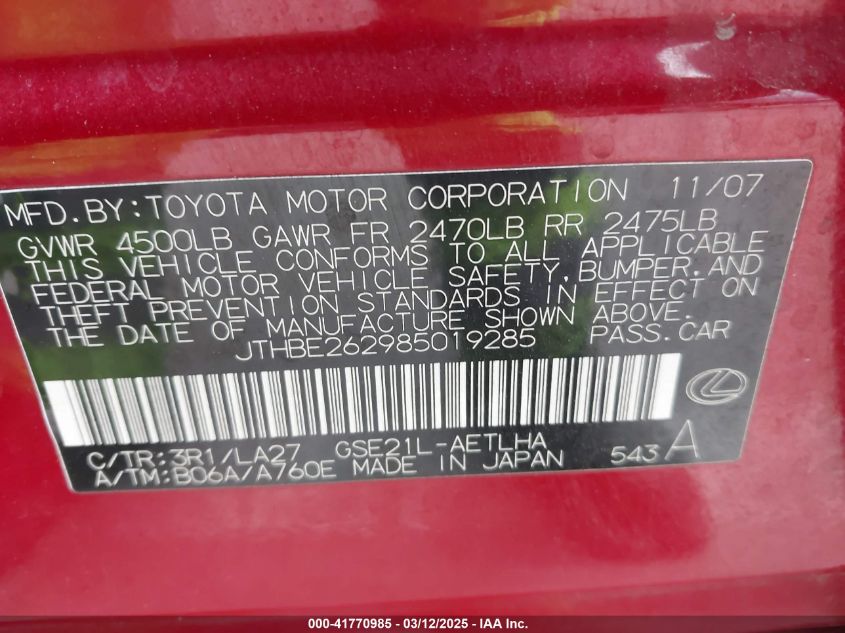 MFD.BY:TOYOTA MOTOR CORPORATION 11/07
GVWR 4500LB GAWR FR 2470LB RR 2475LB
THIS VEHICLE CONFORMS TO ALL APPLICABLE
FEDERAL MOTOR VEHICLE SAFETY,BUMPER,AND
THEFT PREVENTION STANDARDS IN EFFECT ON
THE DATE OF MANUFACTURE SHOWN ABOVE.
JTHBE262985019285 PASS.CAR
C/TR:3R1/LA27 GSE21L-AETLHA
A/TM:B06A/A760E MADE IN JAPAN 543 A
000-41770985 - 03/12/2025 - IAA Inc.